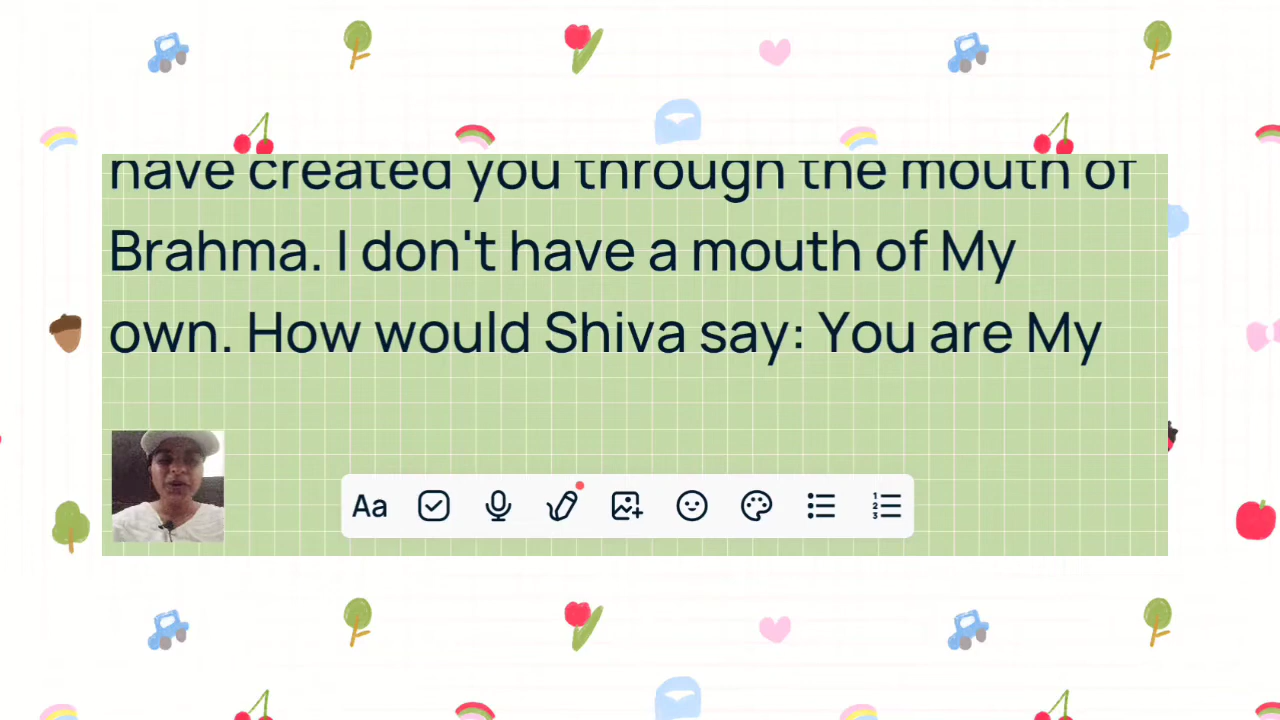 have created you through the mouth of
Brahma. I don't have a mouth of My
own. How would Shiva say: You are My
Aa